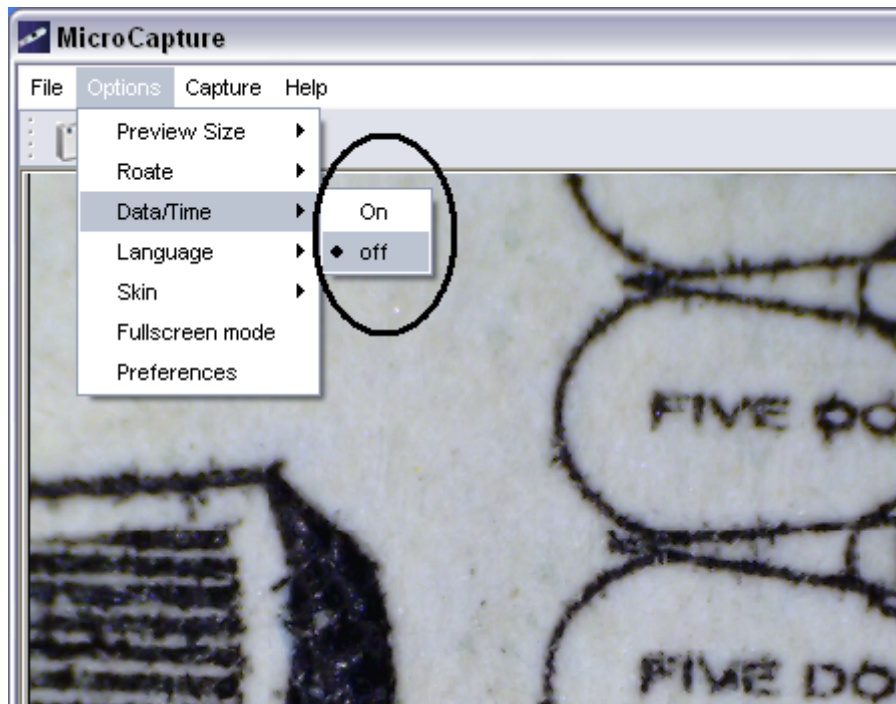 MicroCapture
File Options Capture Help
Preview Size
Roate
Data/Time
On
Language
off
Skin
Fullscreen mode
Preferences
FIVE
FIVE DO